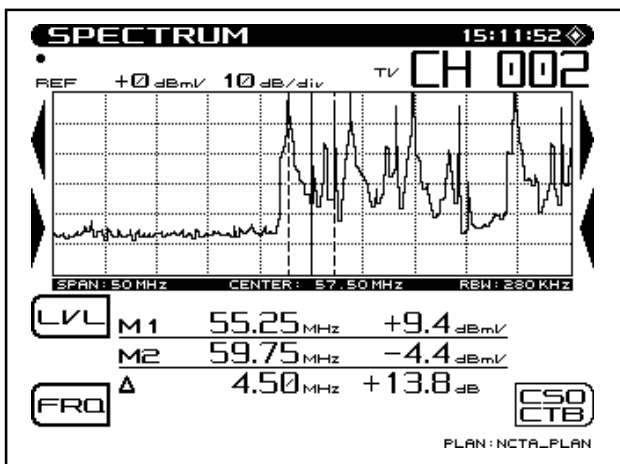 SPECTRUM 15:11:52
REF +0 dBmV 10 dB/div TV CH 002
SPAN: 50 MHz CENTER: 57.50 MHz RBW: 280 KHz
LVL
M1 55.25 MHz +9.4 dBmV
M2 59.75 MHz -4.4 dBmV
Δ 4.50 MHz +13.8 dB
FRQ
CSO
CTB
PLAN: NCTA_PLAN